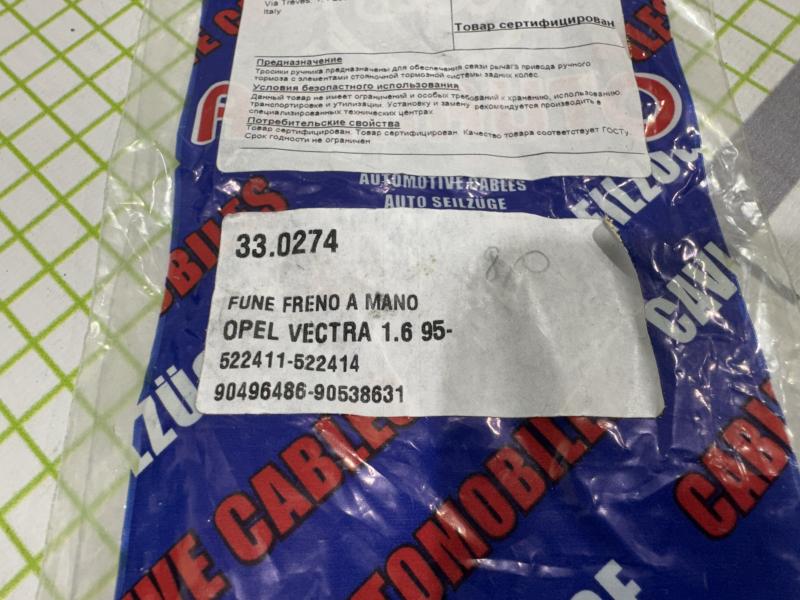 Via Treves,
Italy
Товар сертифицирован
Предназначение
Тросики ручника предназначены для обеспечения связи рычага привода ручного
тормоза с элементами стояночной тормозной системы задних колес.
Условия безопастного использования
Данный товар не имеет ограничений и особых требований к хранению, использованию,
транспортировке и утилизации. Установку и замену рекомендуется производить в
специализированных технических центрах.
Потребительские свойства
Товар сертифицирован. Товар сертифицирован. Качество товара соответствует ГОСТу.
Срок годности не ограничен
AUTOMOTIVE CABLES
AUTO SEILZÜGE
33.0274
FUNE FRENO A MANO
OPEL VECTRA 1.6 95-
522411-522414
90496486-90538631
CAVI
CABLES
CABL